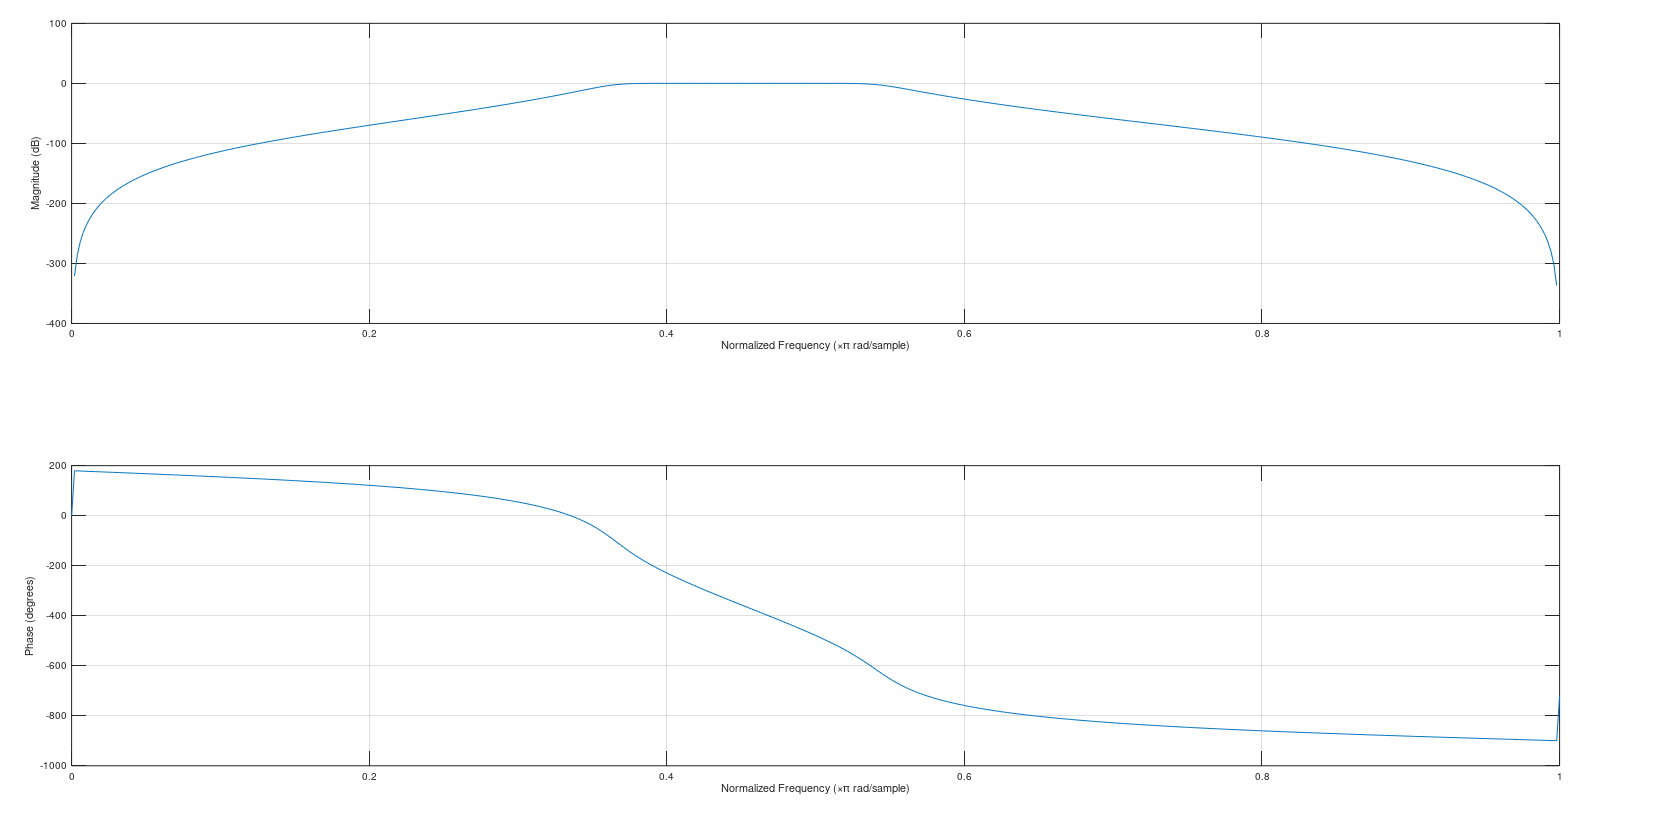 100
0
-100
-200
-300
-400
Magnitude (dB)
0 0.2 0.4 0.6 0.8 1
Normalized Frequency (×π rad/sample)
200
0
-200
-400
-600
-800
-1000
Phase (degrees)
0 0.2 0.4 0.6 0.8 1
Normalized Frequency (×π rad/sample)